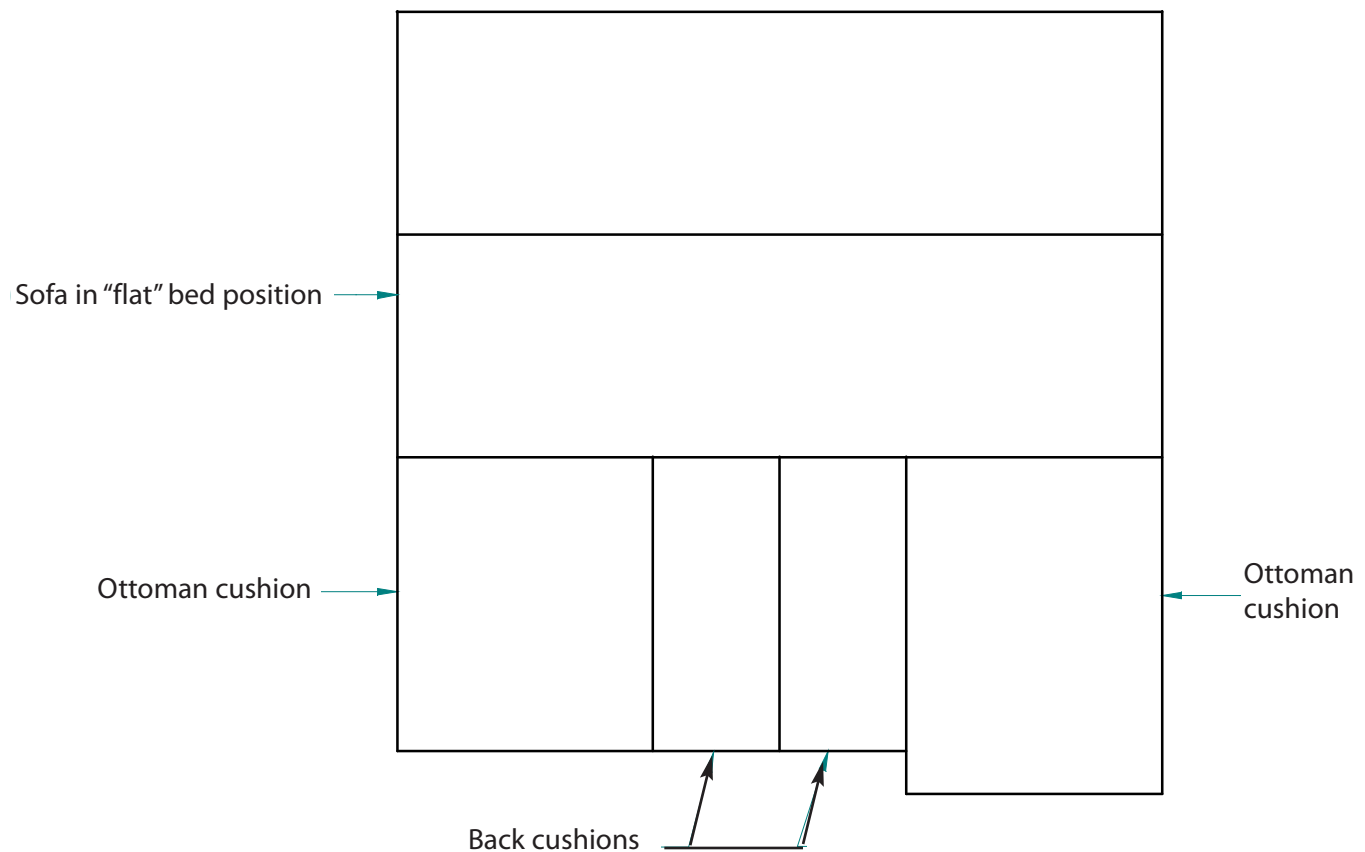 Sofa in “flat” bed position
Ottoman cushion
Ottoman
cushion
Back cushions